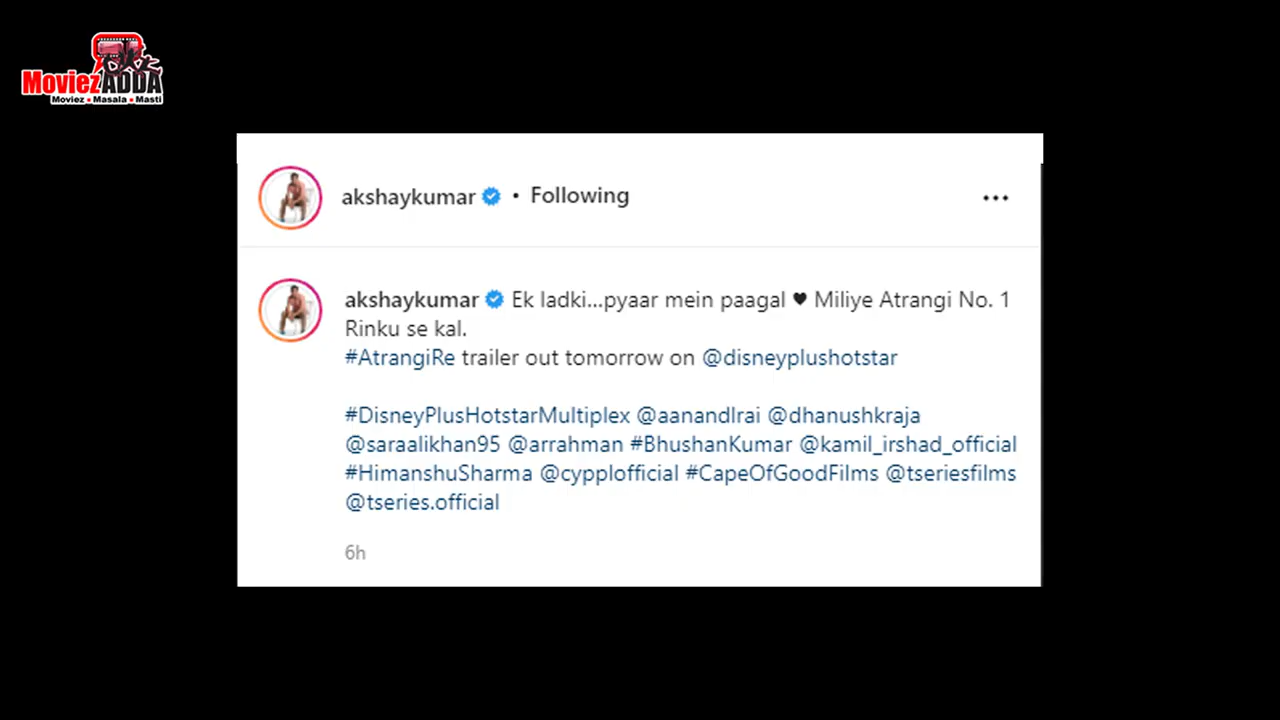 MoviezADDA
Moviez • Masala • Masti
akshaykumar • Following
akshaykumar Ek ladki...pyaar mein paagal ♥ Miliye Atrangi No. 1
Rinku se kal.
#AtrangiRe trailer out tomorrow on @disneyplushotstar
#DisneyPlusHotstarMultiplex @aanandlrai @dhanushkraja
@saraalikhan95 @arrahman #BhushanKumar @kamil_irshad_official
#HimanshuSharma @cypplofficial #CapeOfGoodFilms @tseriesfilms
@tseries.official
6h